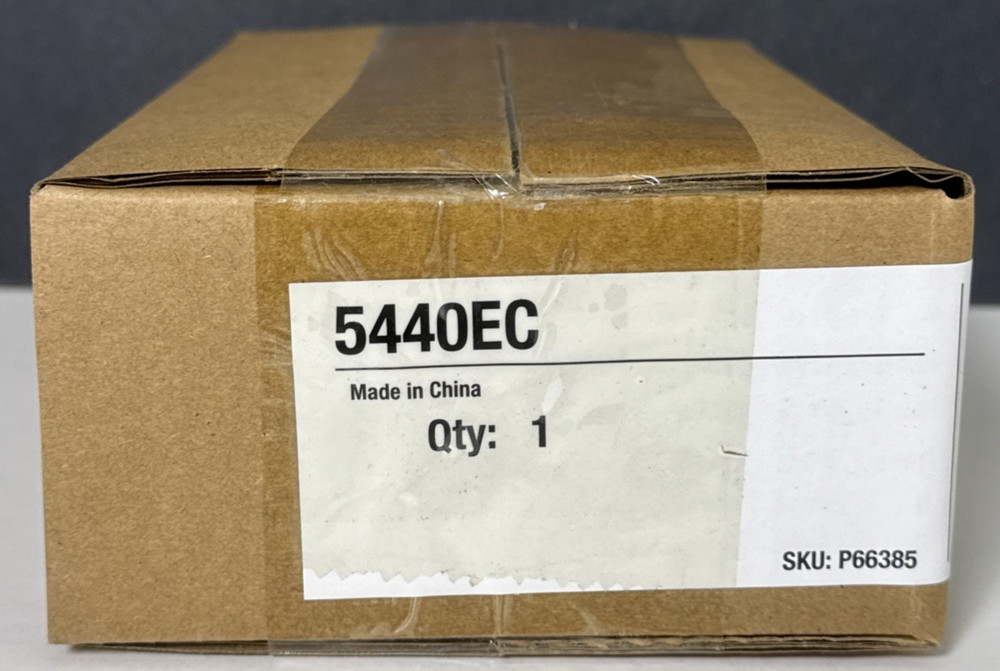 5440EC
Made in China
Qty: 1
SKU: P66385